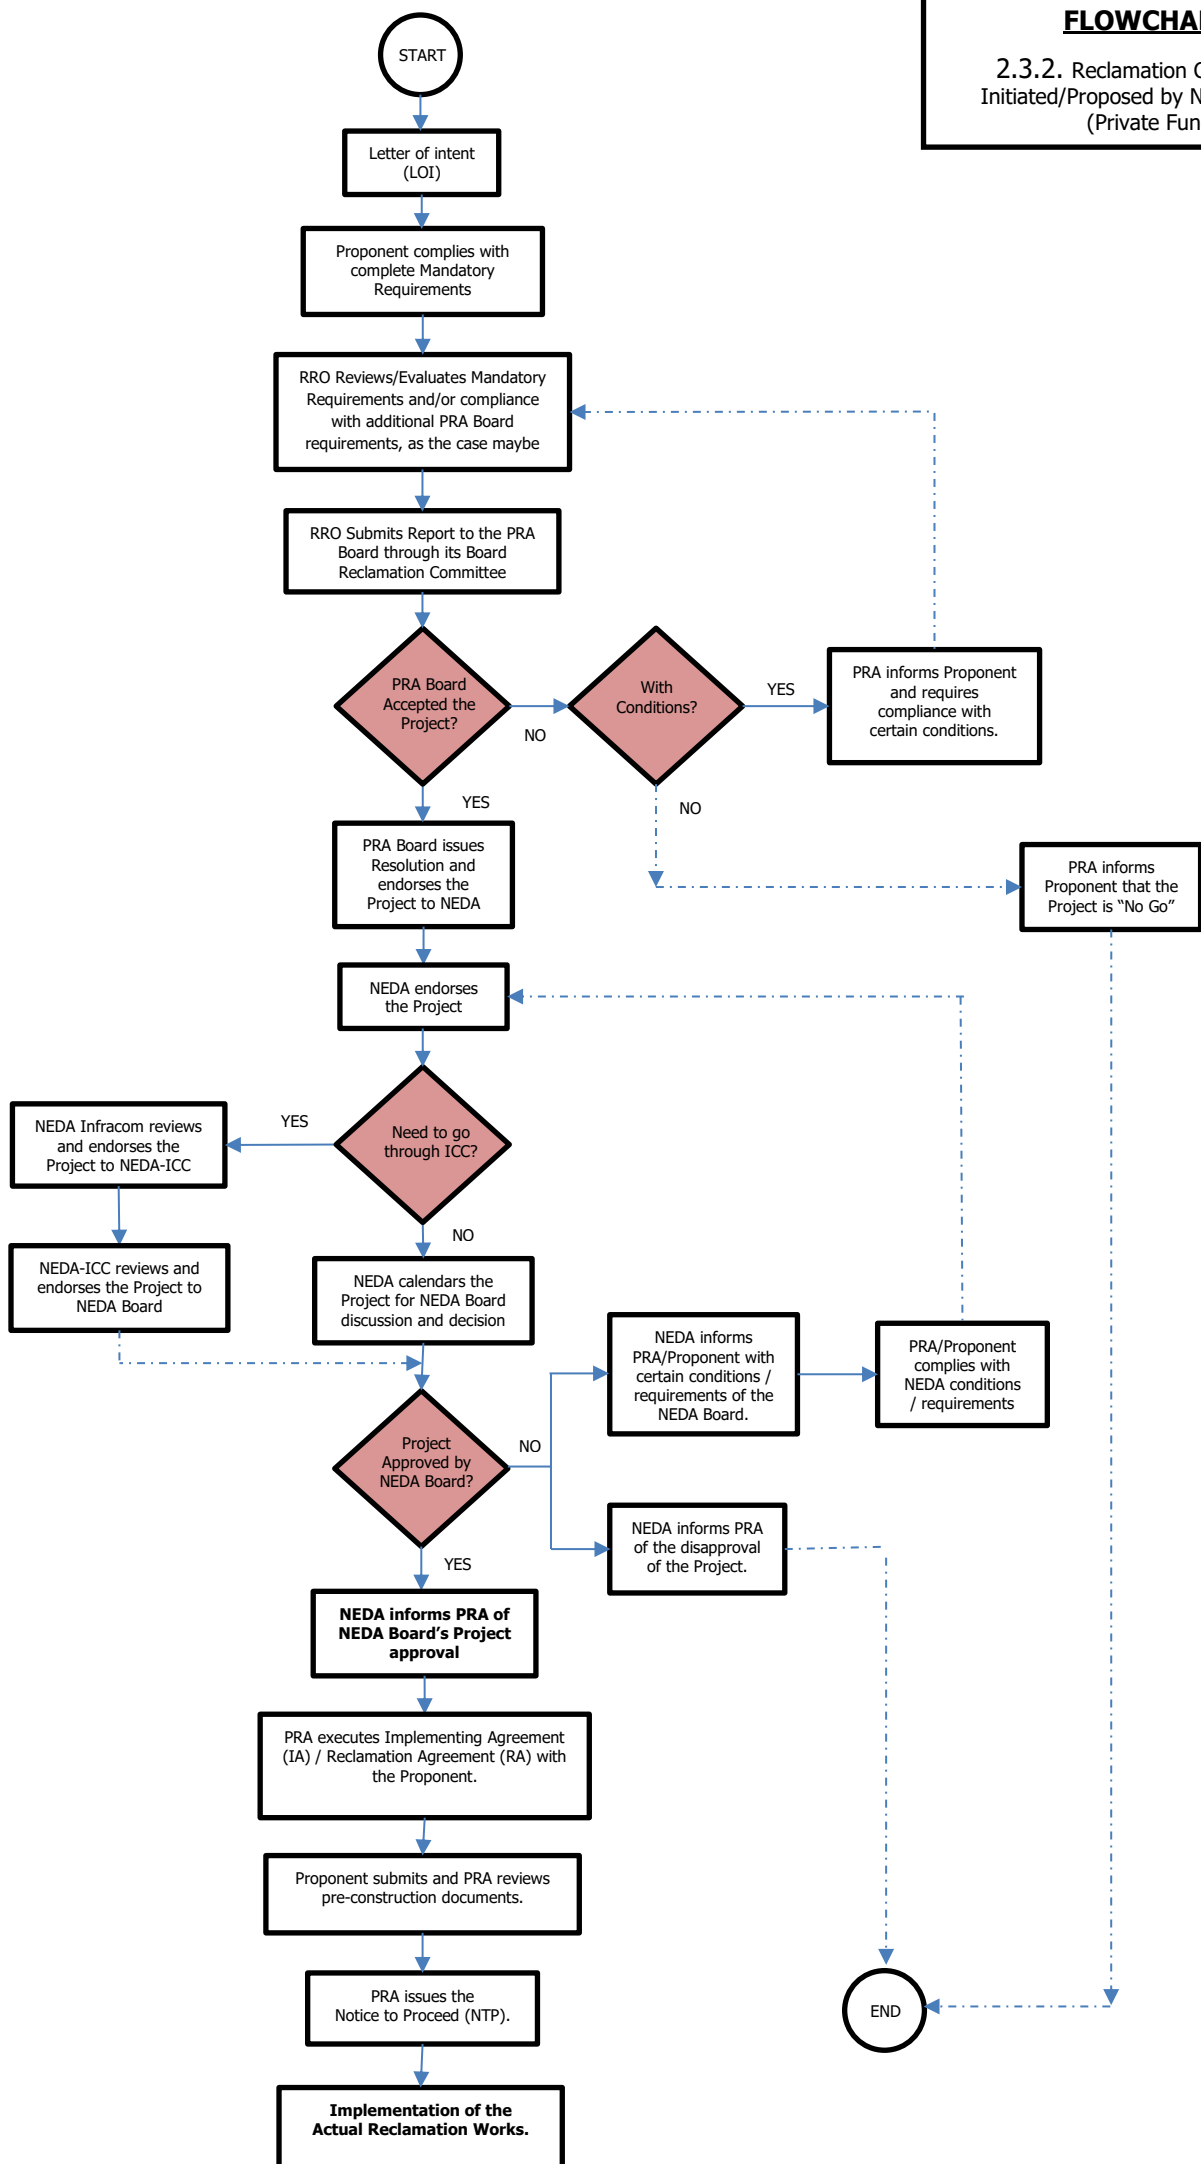 FLOWCHA
2.3.2. Reclamation
Initiated/Proposed by
(Private
START
Letter of intent
(LOI)
Proponent complies with
complete Mandatory
Requirements
RRO Reviews/Evaluates Mandatory
Requirements and/or compliance
with additional PRA Board
requirements, as the case maybe
RRO Submits Report to the PRA
Board through its Board
Reclamation Committee
PRA Board
Accepted the
Project?
NO
With
Conditions?
YES
PRA informs Proponent
and requires
compliance with
certain conditions.
YES
NO
PRA Board issues
Resolution and
endorses the
Project to NEDA
PRA informs
Proponent that the
Project is “No Go”
NEDA endorses
the Project
Need to go
through ICC?
YES
NEDA Infracom reviews
and endorses the
Project to NEDA-ICC
NO
NEDA-ICC reviews and
endorses the Project to
NEDA Board
NEDA calendars the
Project for NEDA Board
discussion and decision
NEDA informs
PRA/Proponent with
certain conditions /
requirements of the
NEDA Board.
PRA/Proponent
complies with
NEDA conditions
/ requirements
Project
Approved by
NEDA Board?
NO
NEDA informs PRA
of the disapproval
of the Project.
YES
NEDA informs PRA of
NEDA Board’s Project
approval
PRA executes Implementing Agreement
(IA) / Reclamation Agreement (RA) with
the Proponent.
Proponent submits and PRA reviews
pre-construction documents.
PRA issues the
Notice to Proceed (NTP).
END
Implementation of the
Actual Reclamation Works.